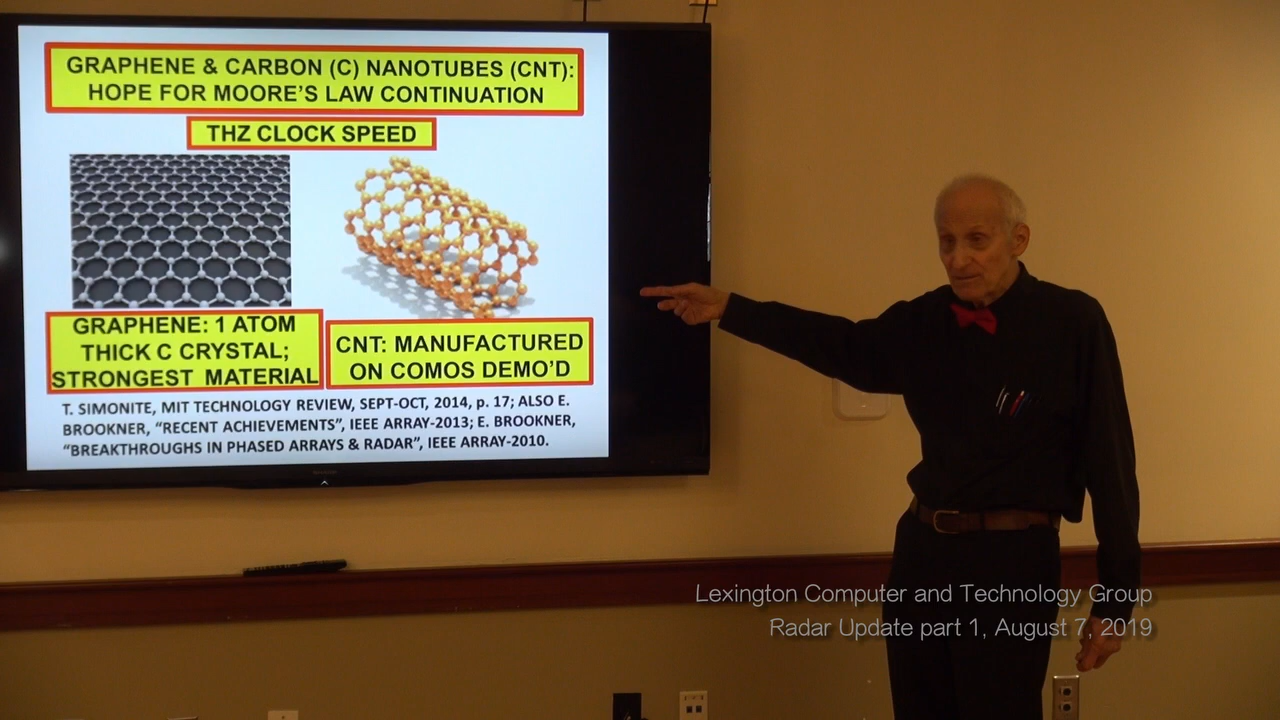 GRAPHENE & CARBON (C) NANOTUBES (CNT):
HOPE FOR MOORE'S LAW CONTINUATION
THZ CLOCK SPEED
GRAPHENE: 1 ATOM
THICK C CRYSTAL;
STRONGEST MATERIAL
CNT: MANUFACTURED
ON COMOS DEMO'D
T. SIMONITE, MIT TECHNOLOGY REVIEW, SEPT-OCT, 2014, p. 17; ALSO E.
BROOKNER, "RECENT ACHIEVEMENTS", IEEE ARRAY-2013; E. BROOKNER,
"BREAKTHROUGHS IN PHASED ARRAYS & RADAR", IEEE ARRAY-2010.
Lexington Computer and Technology Group
Radar Update part 1, August 7, 2019